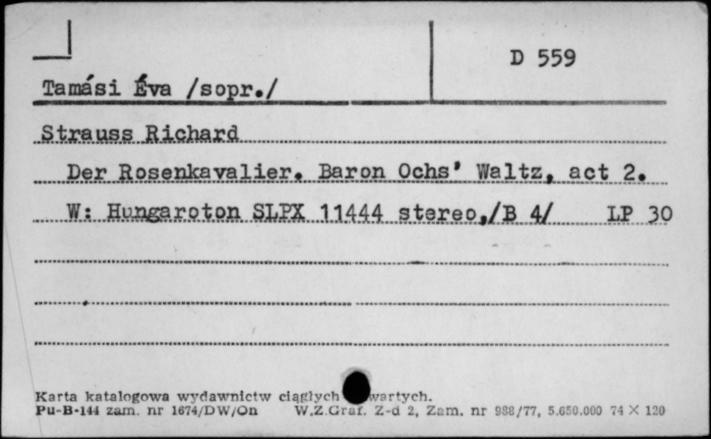 D 559
Tamási Éva /sopr./
Strauss Richard
Der Rosenkavalier. Baron Ochs' Waltz, act 2.
W: Hungaroton SLPX 11444 stereo,/B 4/ LP 30
Karta katalogowa wydawnictw ciągłych
Pu-B-144 zam. nr 1674/DW/On W.Z.Graf. Z-d 2, Zam. nr 988/77, 5.650.000 74 X 120